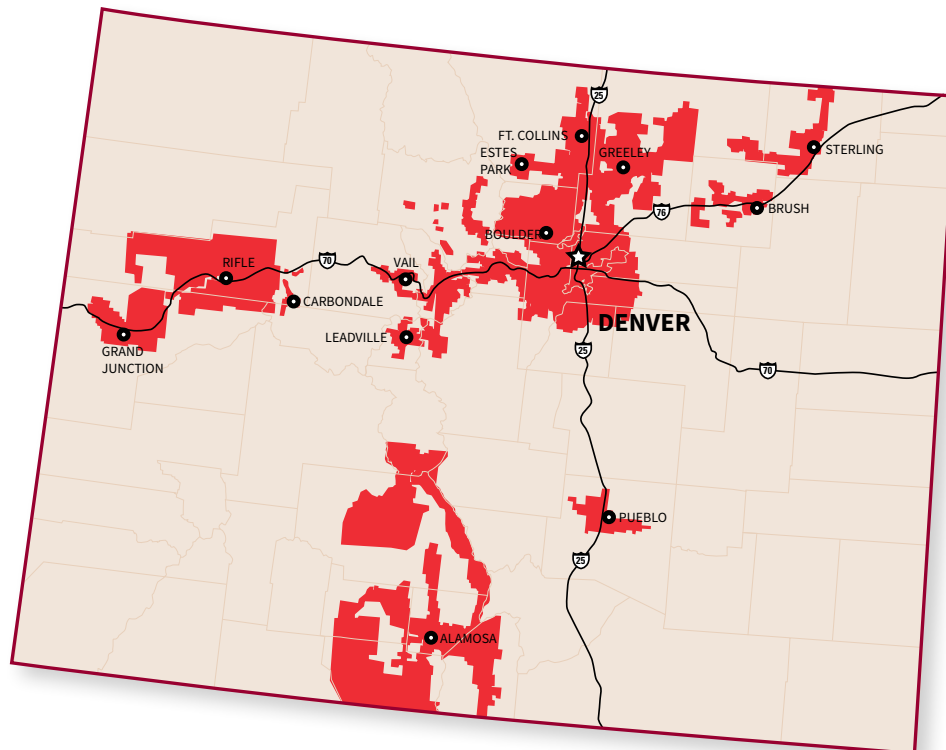 25
FT. COLLINS
ESTES
PARK
GREELEY
STERLING
76
BRUSH
BOULDER
70
RIFLE
VAIL
CARBONDALE
DENVER
LEADVILLE
GRAND
JUNCTION
25
70
PUEBLO
25
ALAMOSA